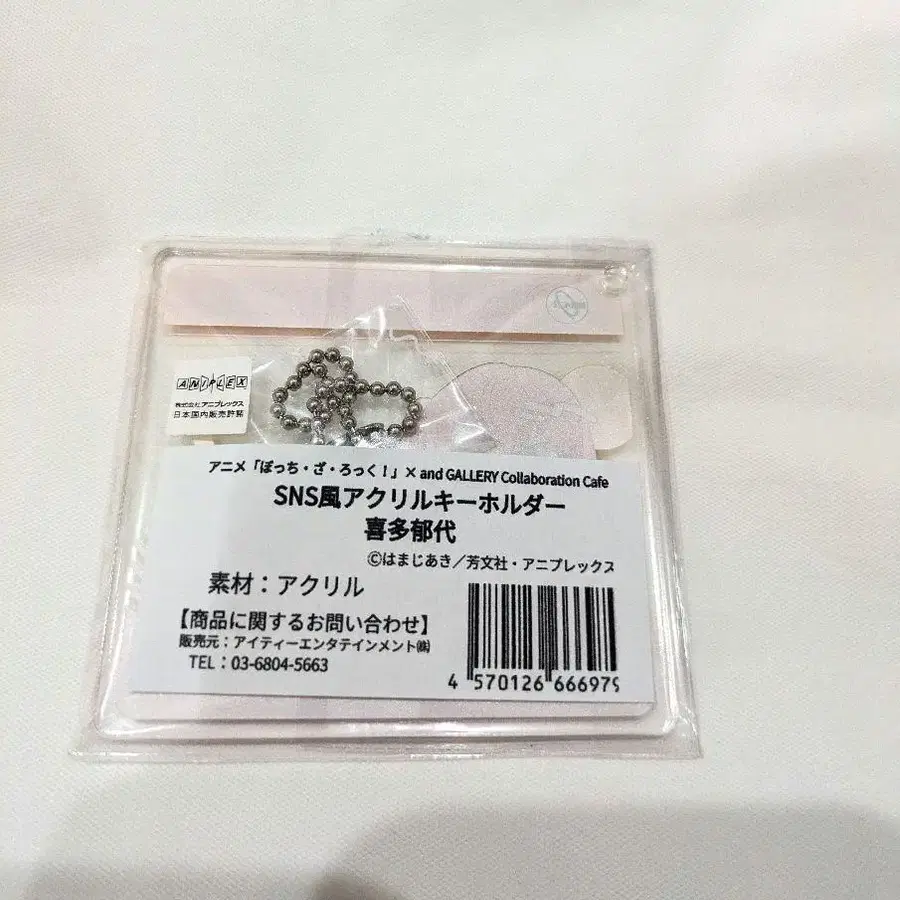 ANIPLEX
株式会社アニプレックス
日本国内販売許諾
アニメ「ぼっち・ざ・ろっく！」× and GALLERY Collaboration Cafe
SNS風アクリルキーホルダー
喜多郁代
©はまじあき／芳文社・アニプレックス
素材：アクリル
【商品に関するお問い合わせ】
販売元：アイティーエンタテインメント㈱
TEL：03-6804-5663
4 570126 666979